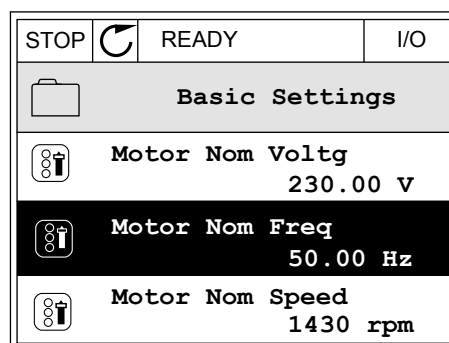 STOP READY I/O
Basic Settings
Motor Nom Voltg
230.00 V
Motor Nom Freq
50.00 Hz
Motor Nom Speed
1430 rpm